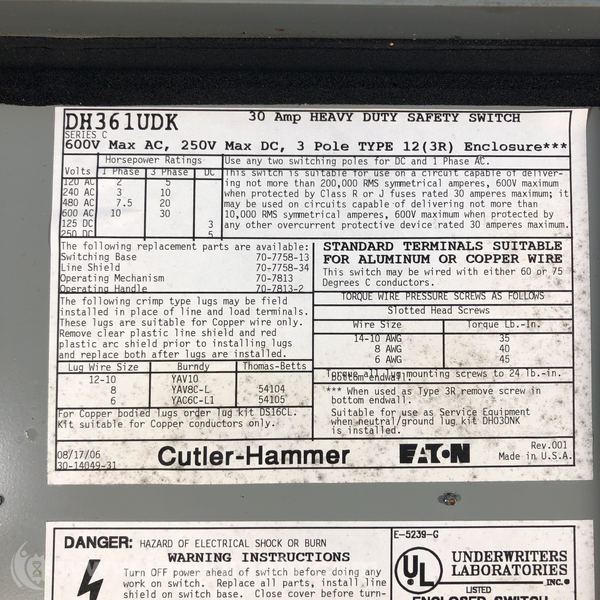 DH361UDK
SERIES C
30 Amp HEAVY DUTY SAFETY SWITCH
600V Max AC, 250V Max DC, 3 Pole TYPE 12(3R) Enclosure***
Horsepower Ratings
Volts 1 Phase 3 Phase DC
120 AC 2 5
240 AC 3 10
480 AC 7.5 20
600 AC 10 30
125 DC 3
250 DC 5
Use any two switching poles for DC and 1 Phase AC.
This switch is suitable for use on a circuit capable of deliver-
ing not more than 200,000 RMS symmetrical amperes, 600V maximum
when protected by Class R or J fuses rated 30 amperes maximum; it
may be used on circuits capable of delivering not more than
10,000 RMS symmetrical amperes, 600V maximum when protected by
any other overcurrent protective device rated 30 amperes maximum.
The following replacement parts are available:
Switching Base 70-7758-13
Line Shield 70-7758-34
Operating Mechanism 70-7813
Operating Handle 70-7813-2
The following crimp type lugs may be field
installed in place of line and load terminals.
These lugs are suitable for Copper wire only.
Remove clear plastic line shield and red
plastic arc shield prior to installing lugs
and replace both after lugs are installed.
Lug Wire Size Burndy Thomas-Betts
12-10 YAV10
8 YAV8C-L 54104
6 YAC6C-L1 54105
For Copper bodied lugs order lug kit DS16CL.
Kit suitable for Copper conductors only.
STANDARD TERMINALS SUITABLE
FOR ALUMINUM OR COPPER WIRE
This switch may be wired with either 60 or 75
Degrees C conductors.
TORQUE WIRE PRESSURE SCREWS AS FOLLOWS
Slotted Head Screws
Wire Size Torque Lb.-In.
14-10 AWG 35
8 AWG 40
6 AWG 45
Torque all lug mounting screws to 24 lb.-in.
bottom endwall.
*** When used as Type 3R remove screw in
bottom endwall.
Suitable for use as Service Equipment
when neutral/ground lug kit DH030NK
is installed.
08/17/06
30-14049-31
Cutler-Hammer
EATON
Rev.001
Made in U.S.A.
DANGER: HAZARD OF ELECTRICAL SHOCK OR BURN
WARNING INSTRUCTIONS
Turn OFF power ahead of switch before doing any
work on switch. Replace all parts, install line
shield on switch base. Close cover before turn-
E-5239-G
UL
UNDERWRITERS
LABORATORIES
INC.®
LISTED
ENCLOSED SWITCH